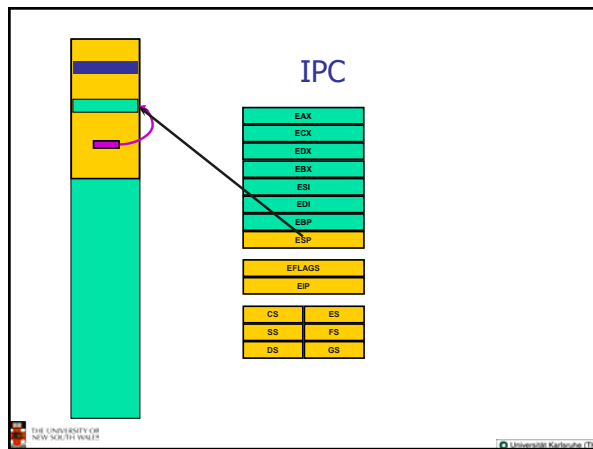 IPC
EAX
ECX
EDX
EBX
ESI
EDI
EBP
ESP
EFLAGS
EIP
CS ES
SS FS
DS GS
THE UNIVERSITY OF
NEW SOUTH WALES
Universität Karlsruhe (T